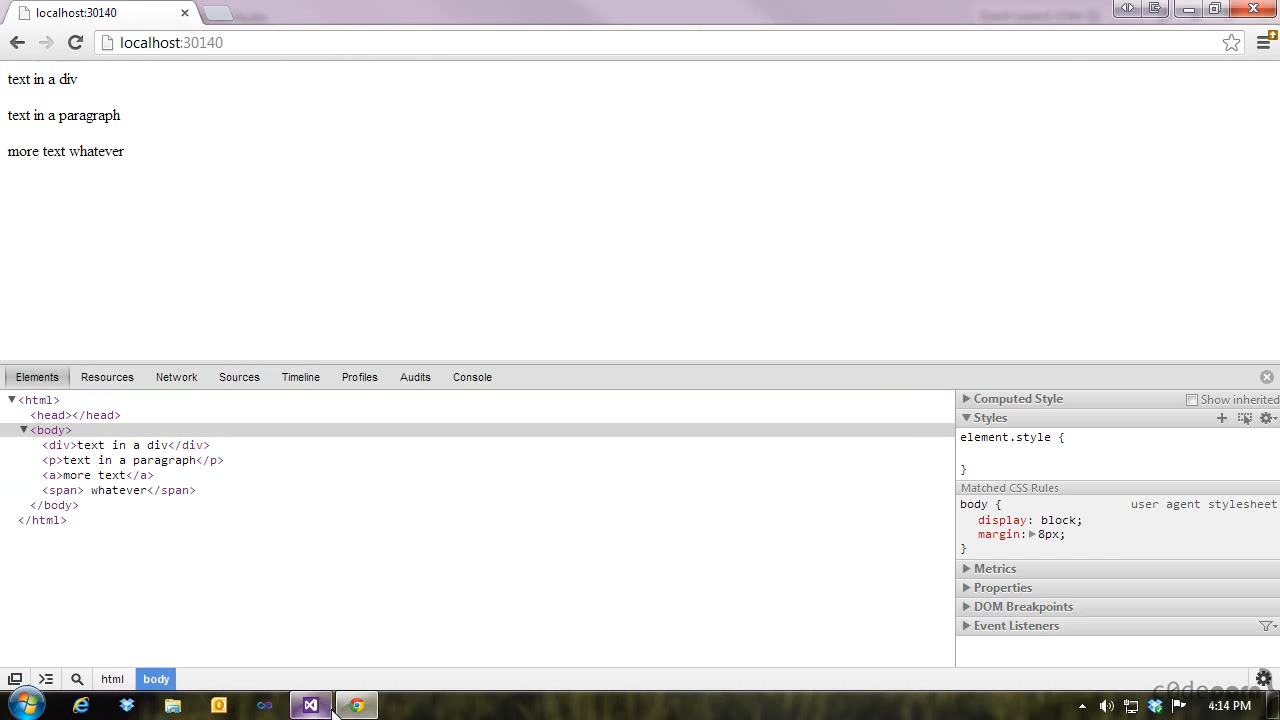 localhost:30140
localhost:30140
text in a div
text in a paragraph
more text whatever
Elements Resources Network Sources Timeline Profiles Audits Console
<html>
<head></head>
<body>
<div>text in a div</div>
<p>text in a paragraph</p>
<a>more text</a>
<span> whatever</span>
</body>
</html>
Computed Style Show inherited
Styles
element.style {
}
Matched CSS Rules
body { user agent stylesheet
display: block;
margin: 8px;
}
Metrics
Properties
DOM Breakpoints
Event Listeners
html body
4:14 PM